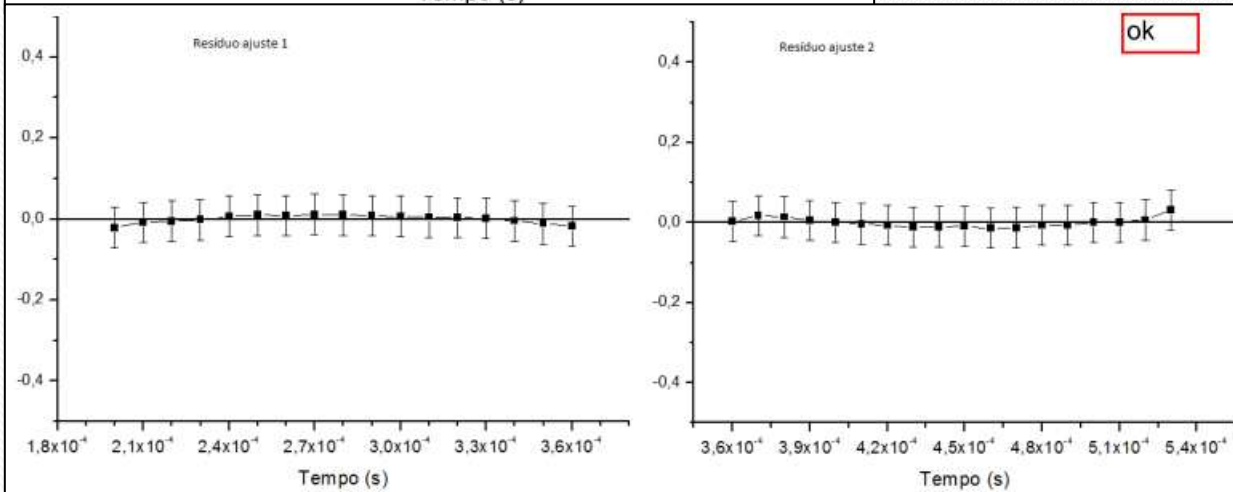 Tempo (s)
Resíduo ajuste 1
0,4
0,2
0,0
-0,2
-0,4
1,8x10⁻⁴ 2,1x10⁻⁴ 2,4x10⁻⁴ 2,7x10⁻⁴ 3,0x10⁻⁴ 3,3x10⁻⁴ 3,6x10⁻⁴
Tempo (s)
ok
Resíduo ajuste 2
0,4
0,2
0,0
-0,2
-0,4
3,6x10⁻⁴ 3,9x10⁻⁴ 4,2x10⁻⁴ 4,5x10⁻⁴ 4,8x10⁻⁴ 5,1x10⁻⁴ 5,4x10⁻⁴
Tempo (s)